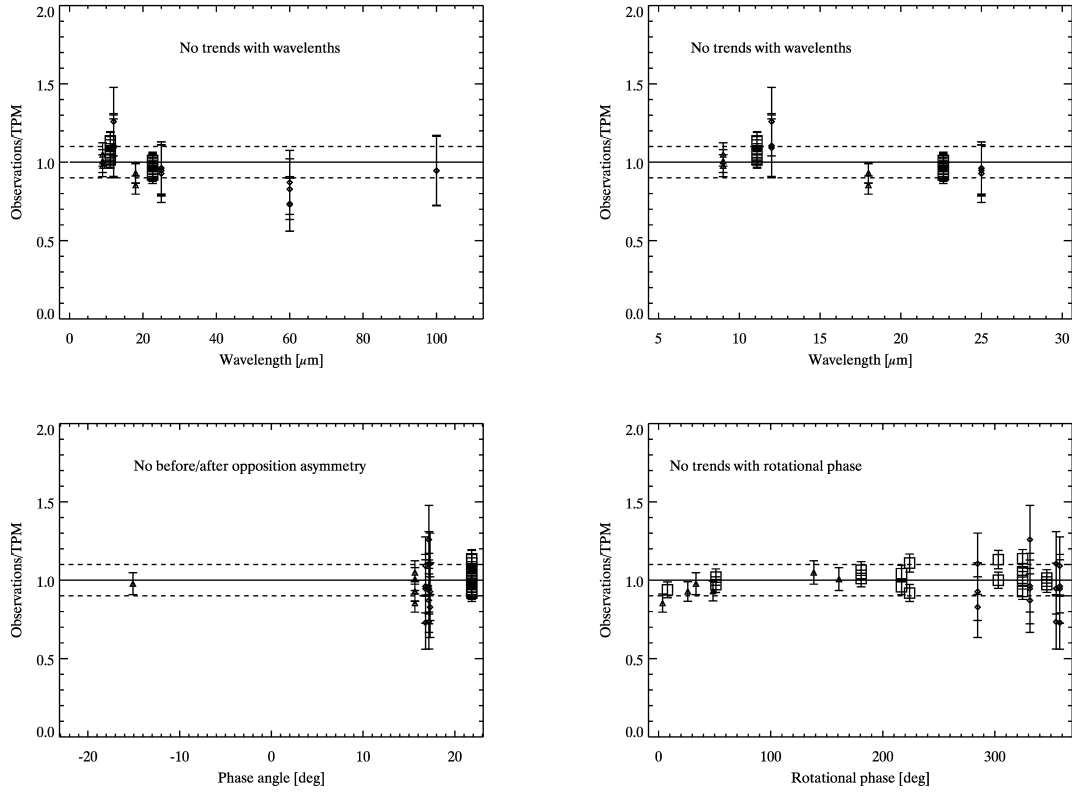 2.0
No trends with wavelenths
1.5
Observations/TPM
1.0
0.5
0.0
0 20 40 60 80 100
Wavelength [μm]
2.0
No trends with wavelenths
1.5
Observations/TPM
1.0
0.5
0.0
5 10 15 20 25 30
Wavelength [μm]
2.0
No before/after opposition asymmetry
1.5
Observations/TPM
1.0
0.5
0.0
-20 -10 0 10 20
Phase angle [deg]
2.0
No trends with rotational phase
1.5
Observations/TPM
1.0
0.5
0.0
0 100 200 300
Rotational phase [deg]